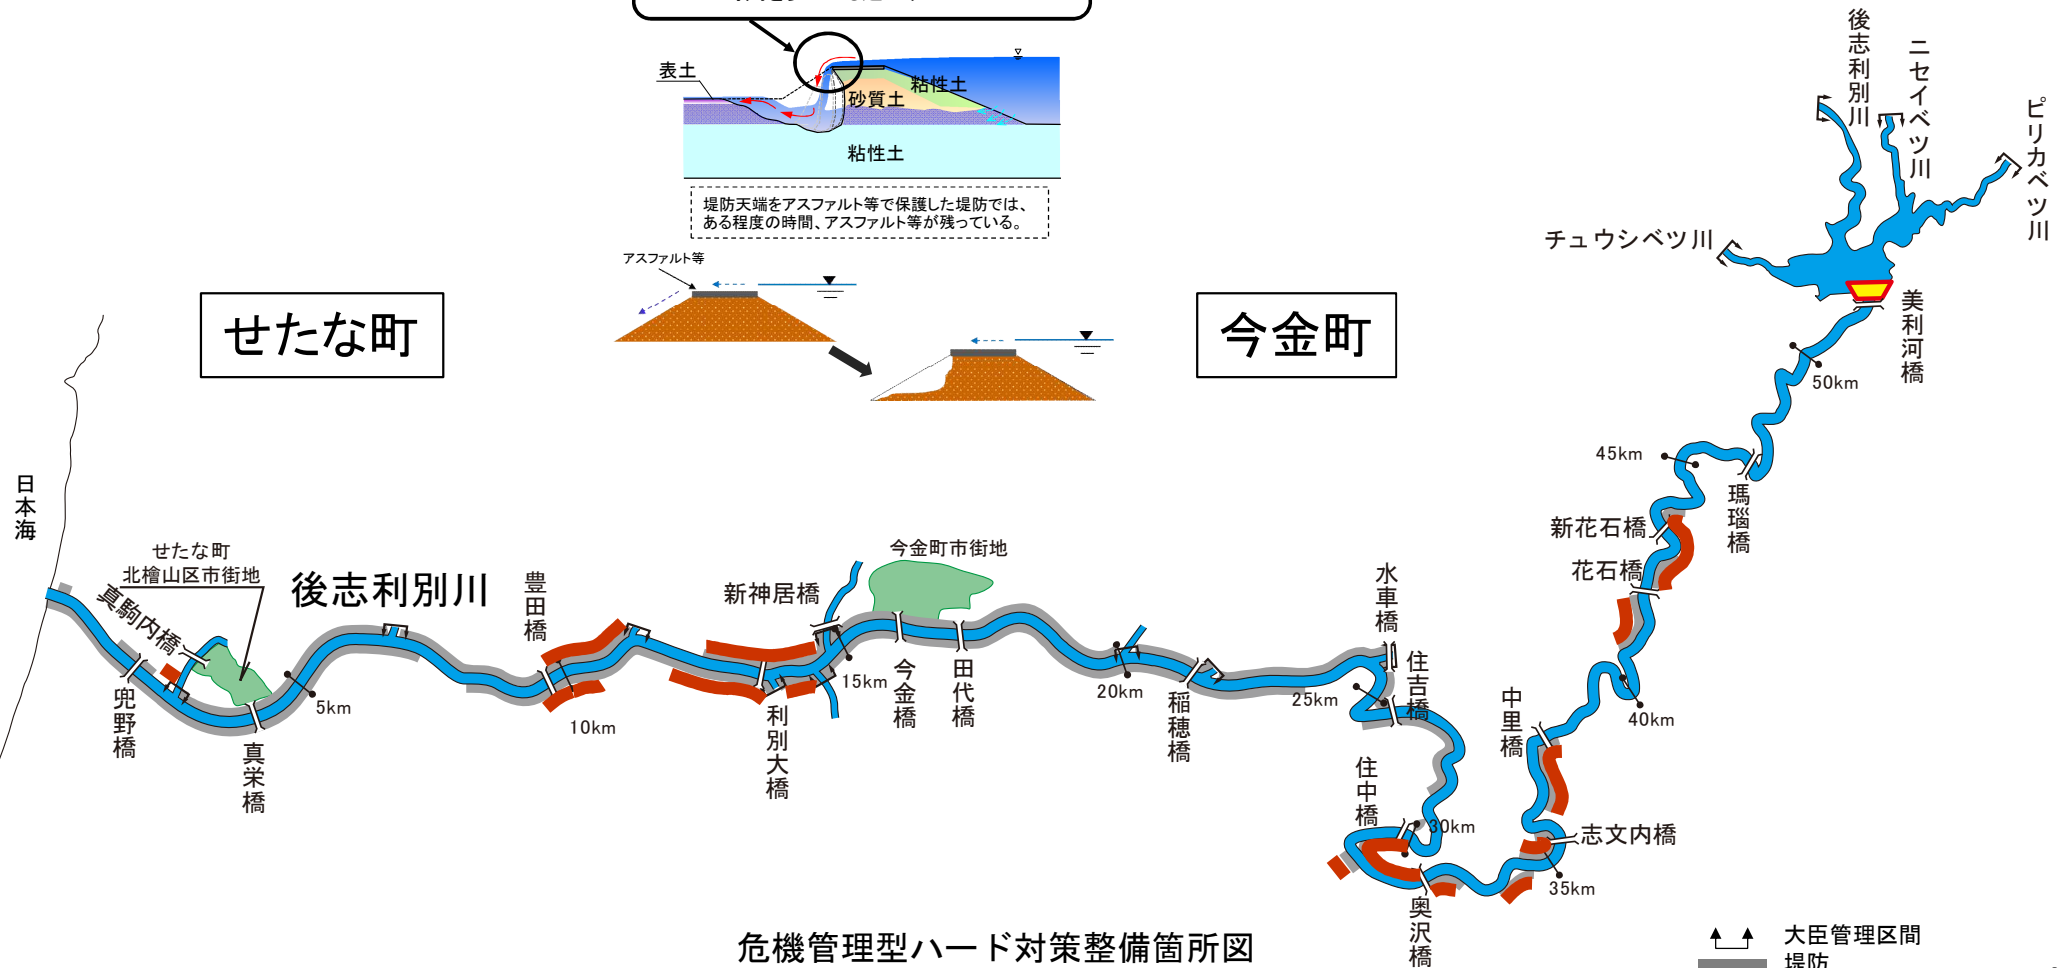 表土
粘性土
砂質土
粘性土
堤防天端をアスファルト等で保護した堤防では、
ある程度の時間、アスファルト等が残っている。
アスファルト等
せたな町
今金町
後志利別川
ニセイベツ川
ピリカベツ川
チュウシベツ川
美利河橋
50km
45km
瑪瑙橋
新花石橋
花石橋
日本海
せたな町
北檜山区市街地
真駒内橋
後志利別川
豊田橋
新神居橋
今金町市街地
水車橋
住吉橋
兜野橋
真栄橋
5km
10km
利別大橋
15km
今金橋
田代橋
20km
稲穂橋
25km
中里橋
40km
住中橋
30km
志文内橋
35km
奥沢橋
危機管理型ハード対策整備箇所図
大臣管理区間
堤防